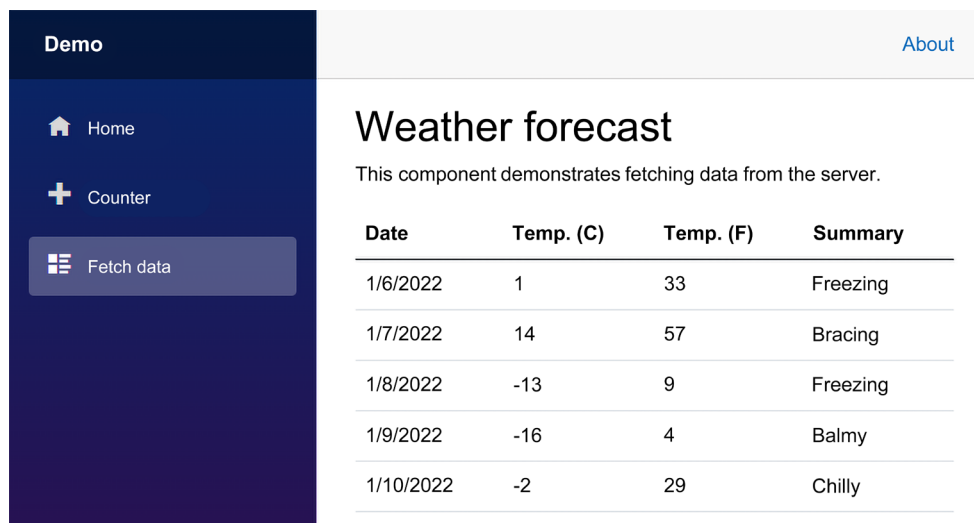 Demo
About
Home
Counter
Fetch data
Weather forecast
This component demonstrates fetching data from the server.
Date Temp. (C) Temp. (F) Summary
1/6/2022 1 33 Freezing
1/7/2022 14 57 Bracing
1/8/2022 -13 9 Freezing
1/9/2022 -16 4 Balmy
1/10/2022 -2 29 Chilly